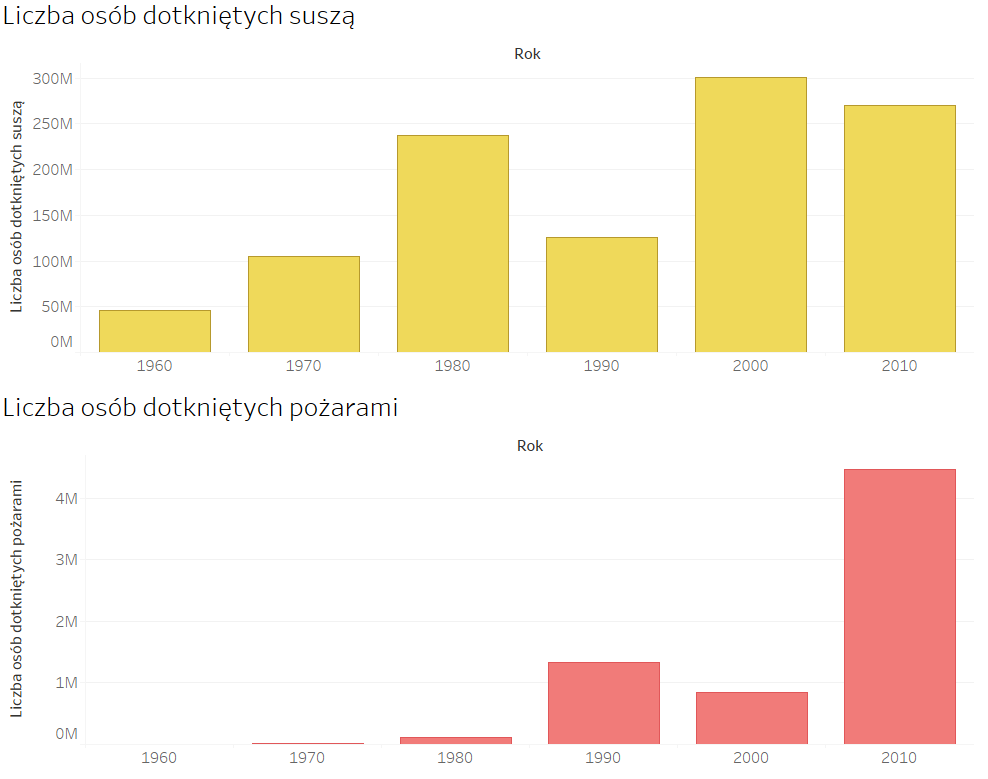 Liczba osób dotkniętych suszą
Rok
Liczba osób dotkniętych suszą
300M
250M
200M
150M
100M
50M
0M
1960 1970 1980 1990 2000 2010
Liczba osób dotkniętych pożarami
Rok
Liczba osób dotkniętych pożarami
4M
3M
2M
1M
0M
1960 1970 1980 1990 2000 2010